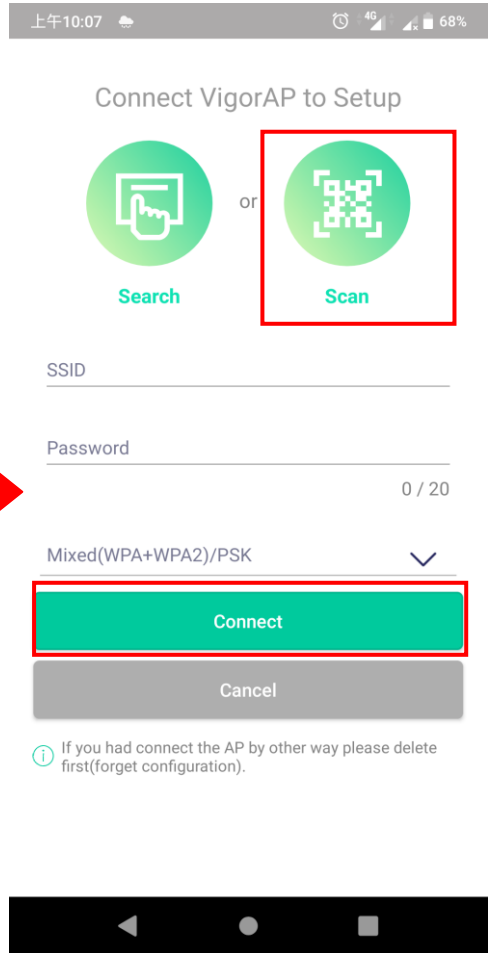 上午10:07 4G 68%
Connect VigorAP to Setup
or
Search Scan
SSID
Password
0 / 20
Mixed(WPA+WPA2)/PSK
Connect
Cancel
If you had connect the AP by other way please delete
first(forget configuration).